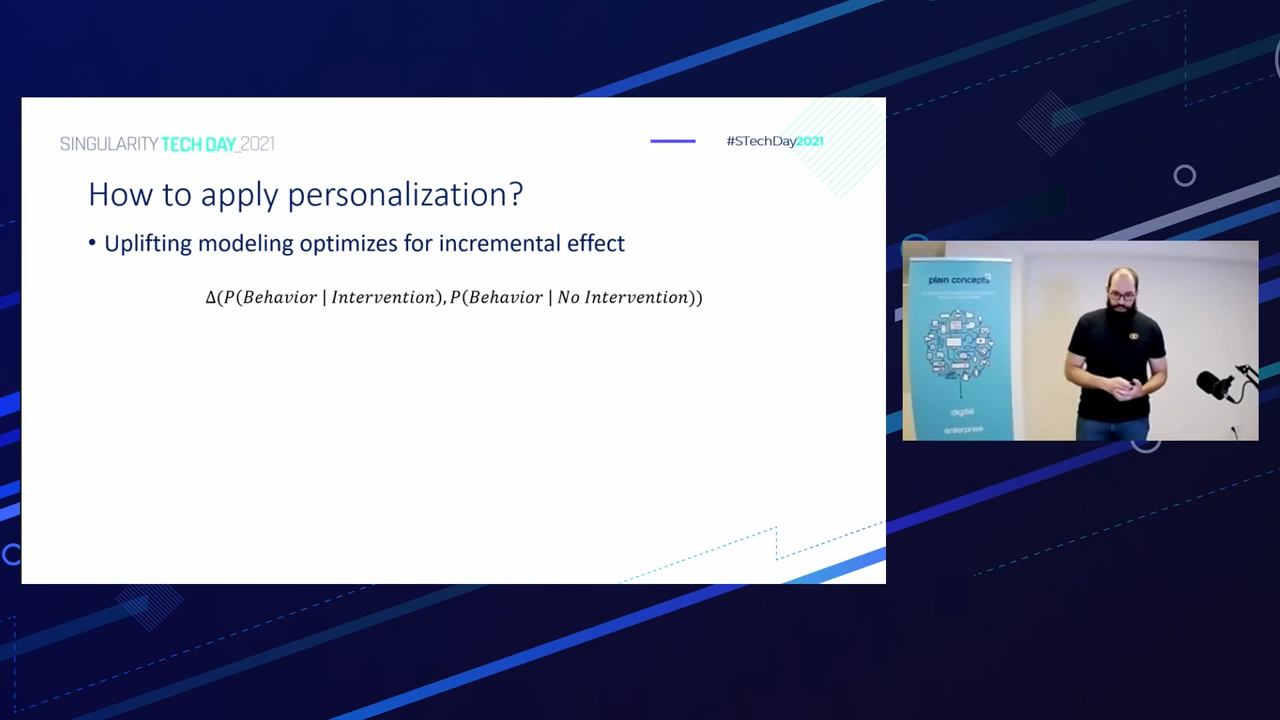 SINGULARITY TECH DAY_2021
#STechDay2021
How to apply personalization?
• Uplifting modeling optimizes for incremental effect
Δ(P(Behavior | Intervention), P(Behavior | No Intervention))
plain concepts
digital
enterprise